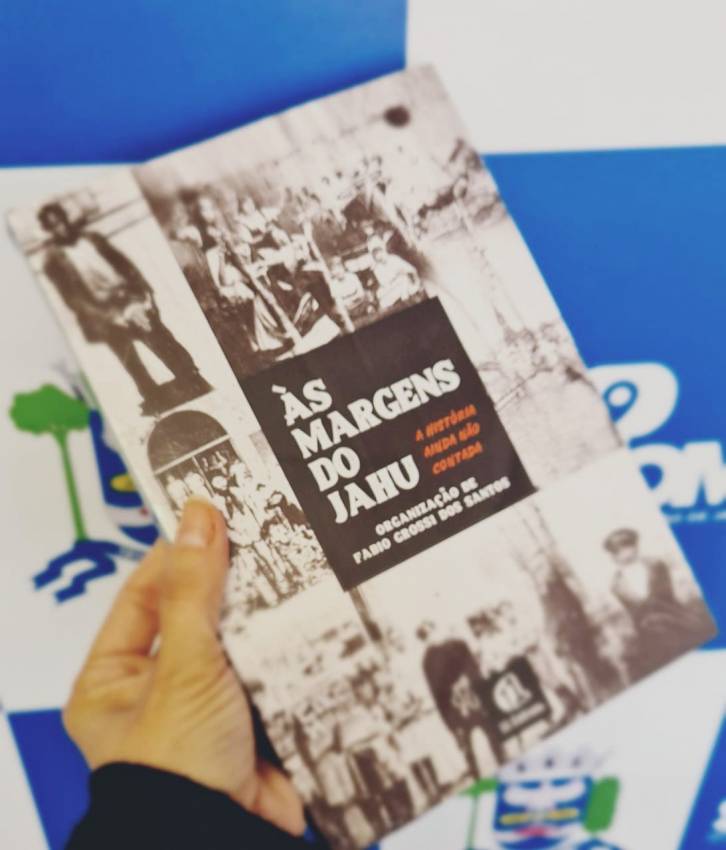 ÀS
MARGENS
DO
JAHU
A HISTÓRIA
AINDA NÃO
CONTADA
ORGANIZAÇÃO DE
FABIO GROSSI DOS SANTOS